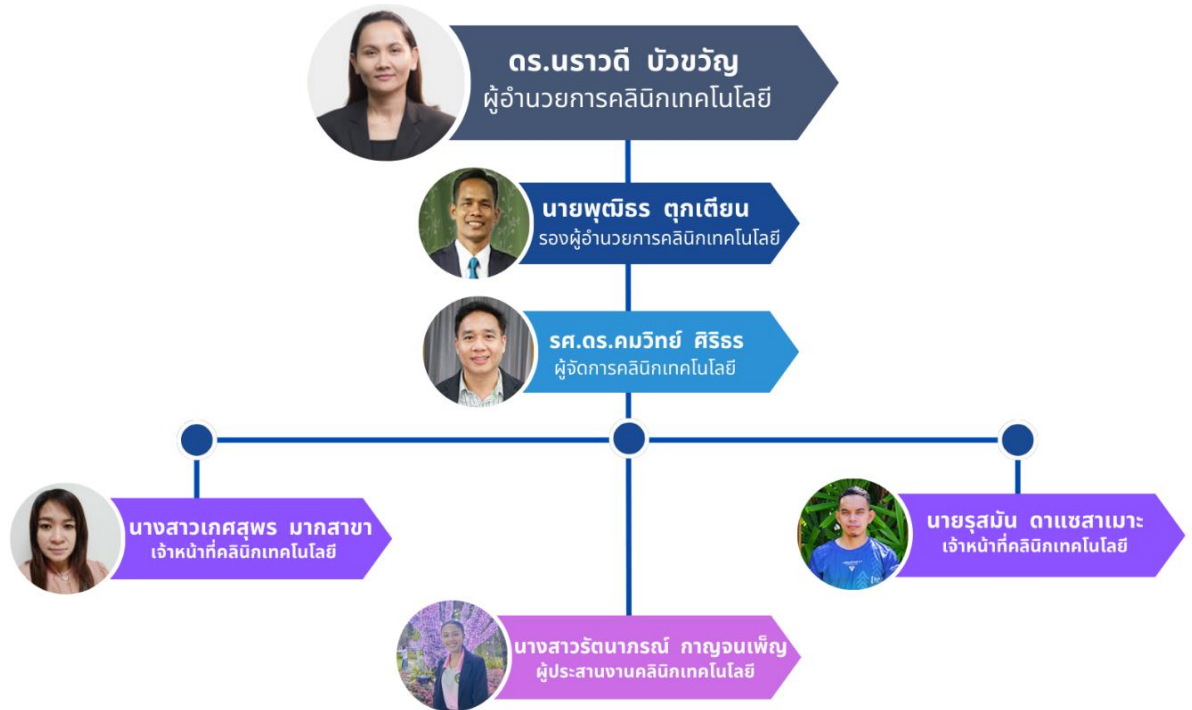 ดร.นราวดี บัวขวัญ
ผู้อำนวยการคลินิกเทคโนโลยี
นายพุฒิธร ตุกเตียน
รองผู้อำนวยการคลินิกเทคโนโลยี
รศ.ดร.คมวิทย์ ศิริธร
ผู้จัดการคลินิกเทคโนโลยี
นางสาวเกศสุพร มากสาขา
เจ้าหน้าที่คลินิกเทคโนโลยี
นายรุสมัน ดาแซสาเมาะ
เจ้าหน้าที่คลินิกเทคโนโลยี
นางสาวรัตนาภรณ์ กาญจนเพ็ญ
ผู้ประสานงานคลินิกเทคโนโลยี